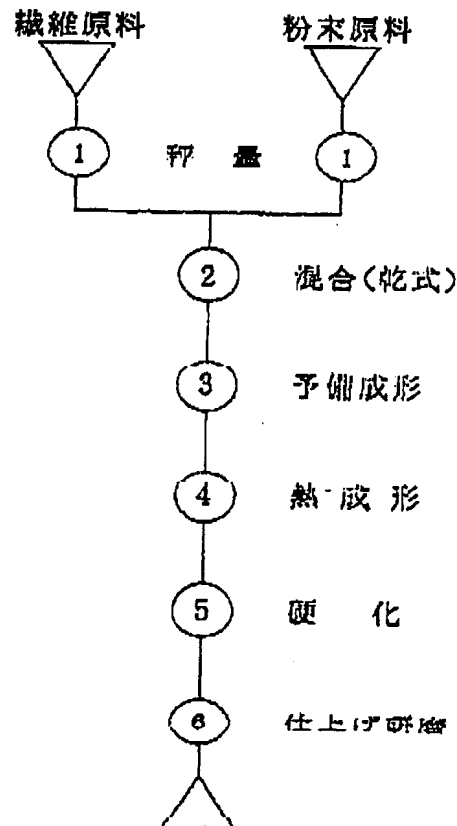 繊維原料 粉末原料
1 秤量 1
2 混合(乾式)
3 予備成形
4 熱成形
5 硬化
6 仕上げ研磨